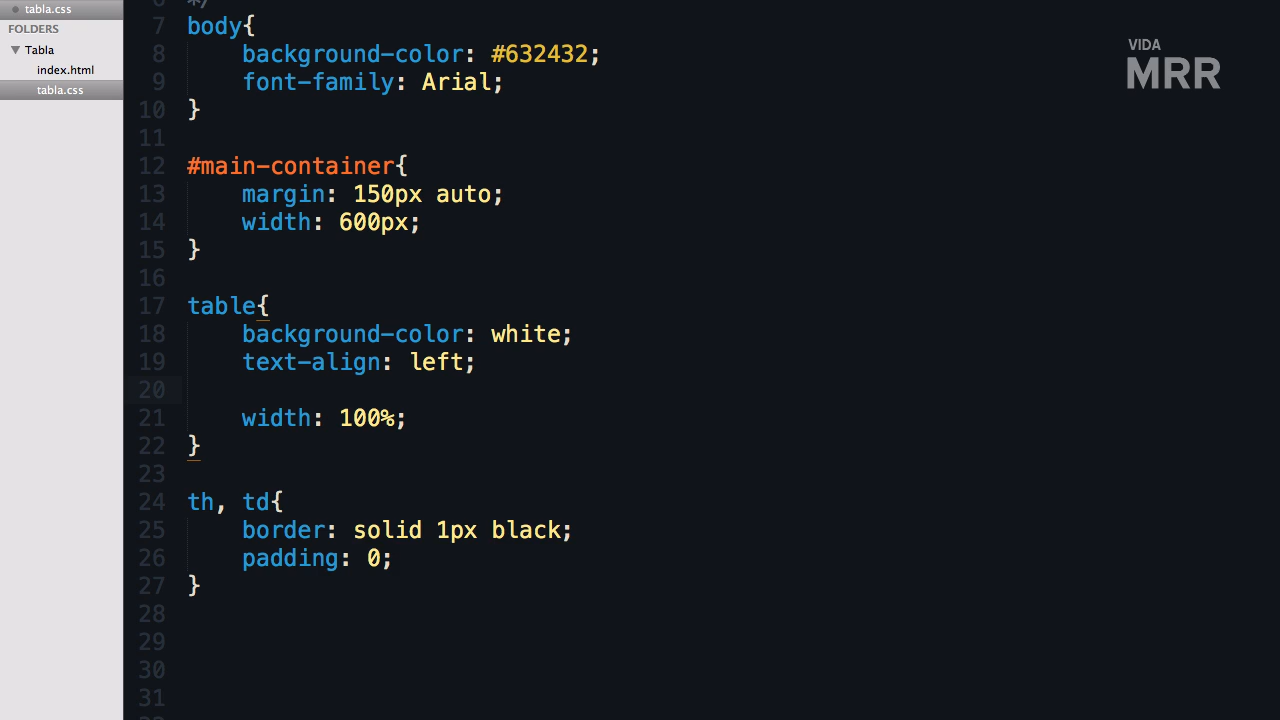 tabla.css
FOLDERS
Tabla
index.html
tabla.css
VIDA
MRR
6 */
7 body{
8 background-color: #632432;
9 font-family: Arial;
10 }
11
12 #main-container{
13 margin: 150px auto;
14 width: 600px;
15 }
16
17 table{
18 background-color: white;
19 text-align: left;
20
21 width: 100%;
22 }
23
24 th, td{
25 border: solid 1px black;
26 padding: 0;
27 }
28
29
30
31